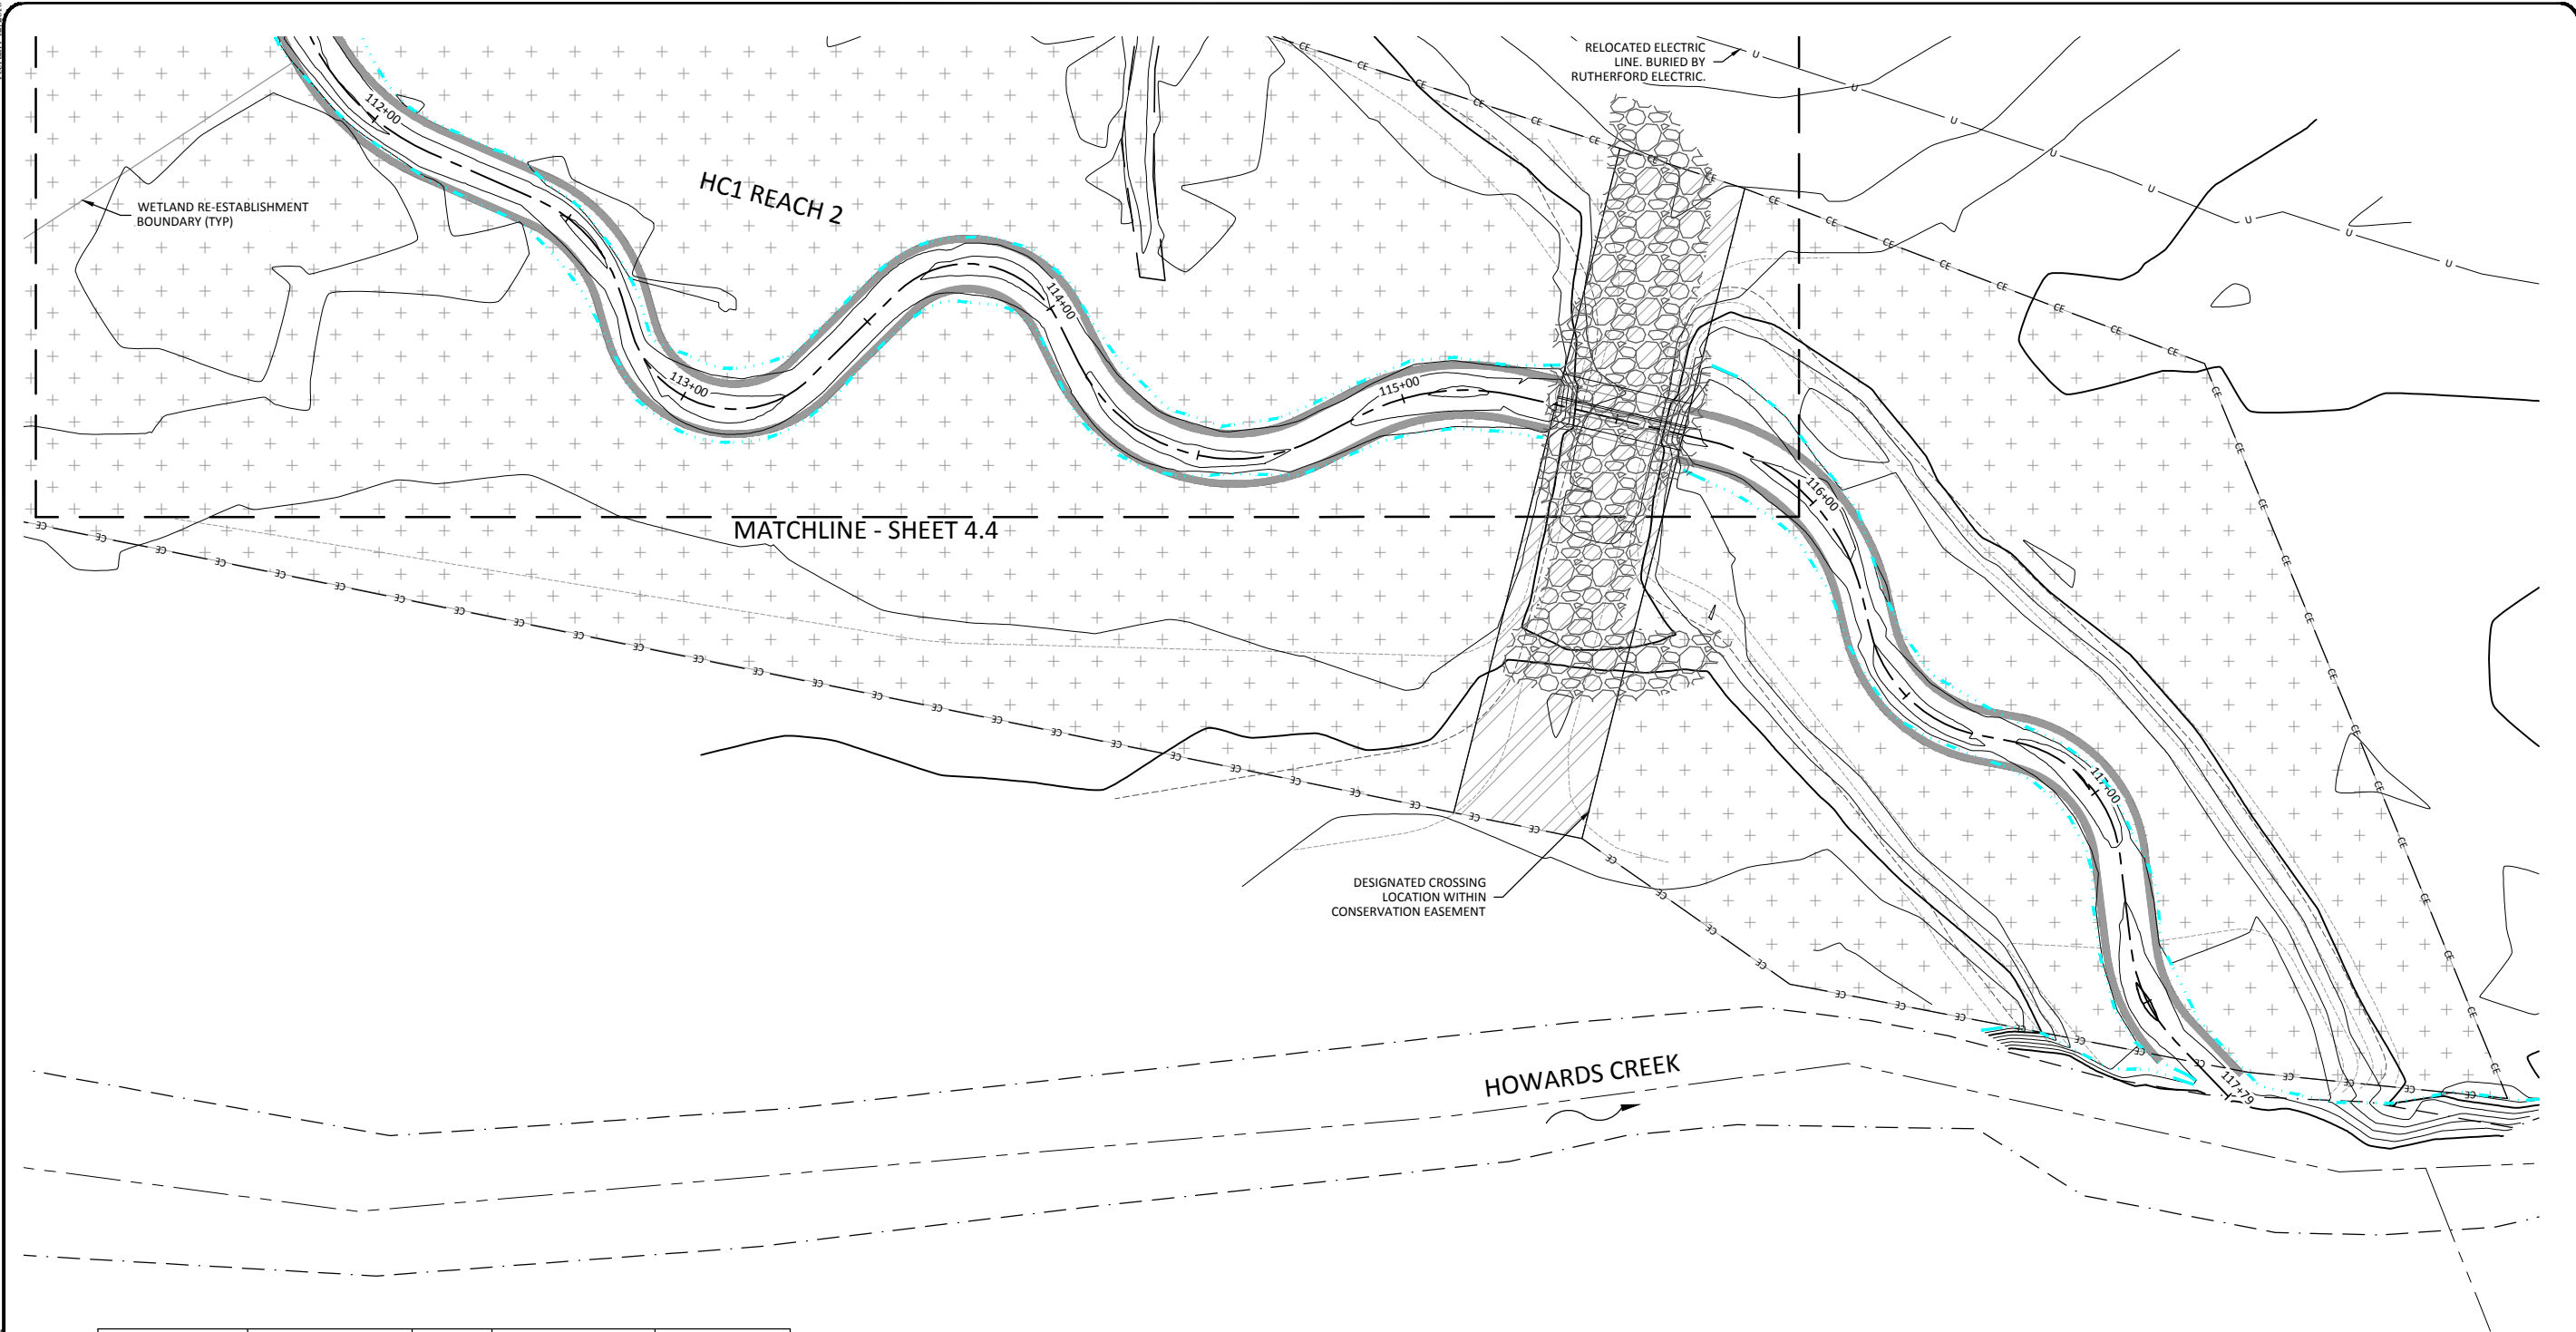 RELOCATED ELECTRIC
LINE. BURIED BY
RUTHERFORD ELECTRIC.
112+00
HC1 REACH 2
WETLAND RE-ESTABLISHMENT
BOUNDARY (TYP)
114+00
113+00
115+00
116+00
MATCHLINE - SHEET 4.4
117+00
DESIGNATED CROSSING
LOCATION WITHIN
CONSERVATION EASEMENT
HOWARDS CREEK
117+79
CE
U